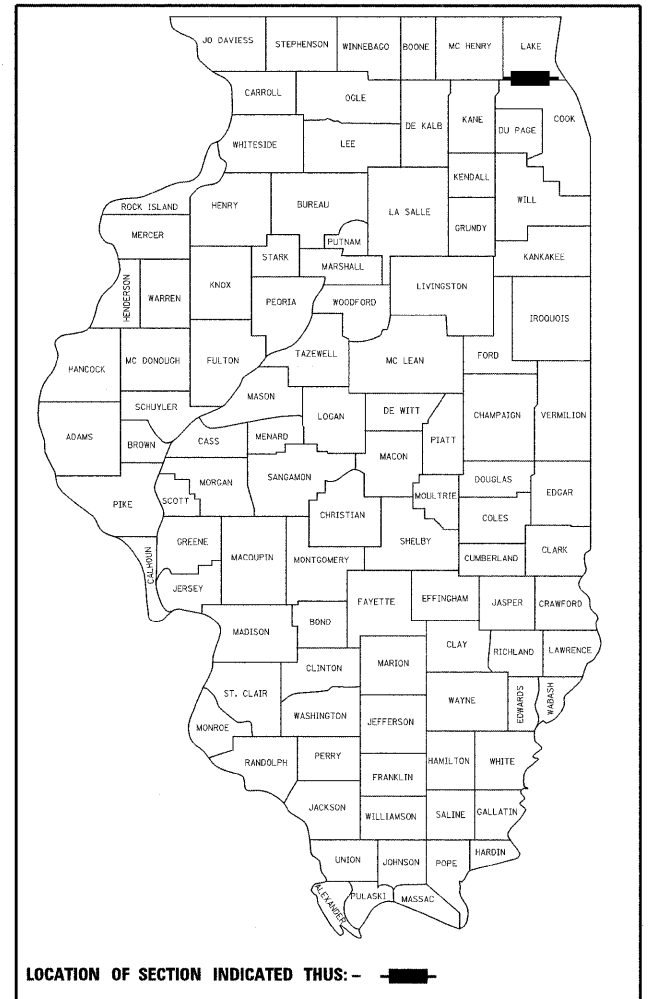 JO DAVIESS
STEPHENSON
WINNEBAGO
BOONE
MC HENRY
LAKE
CARROLL
OGLE
DE KALB
KANE
COOK
DU PAGE
WHITESIDE
LEE
KENDALL
ROCK ISLAND
HENRY
BUREAU
LA SALLE
WILL
GRUNDY
MERCER
PUTNAM
STARK
MARSHALL
KANKAKEE
HENDERSON
WARREN
KNOX
PEORIA
WOODFORD
LIVINGSTON
IROQUOIS
HANCOCK
MC DONOUGH
FULTON
TAZEWELL
MC LEAN
FORD
MASON
SCHUYLER
LOGAN
DE WITT
CHAMPAIGN
VERMILION
ADAMS
BROWN
CASS
MENARD
PIATT
MACON
MORGAN
SANGAMON
DOUGLAS
EDGAR
PIKE
SCOTT
MOULTRIE
CHRISTIAN
COLES
GREENE
MACOUPIN
SHELBY
CALHOUN
MONTGOMERY
CUMBERLAND
CLARK
JERSEY
FAYETTE
EFFINGHAM
JASPER
CRAWFORD
MADISON
BOND
CLAY
RICHLAND
LAWRENCE
CLINTON
MARION
ST. CLAIR
WAYNE
EDWARDS
WABASH
WASHINGTON
JEFFERSON
MONROE
RANDOLPH
PERRY
HAMILTON
WHITE
FRANKLIN
JACKSON
WILLIAMSON
SALINE
GALLATIN
UNION
JOHNSON
POPE
HARDIN
ALEXANDER
PULASKI
MASSAC
LOCATION OF SECTION INDICATED THUS: –